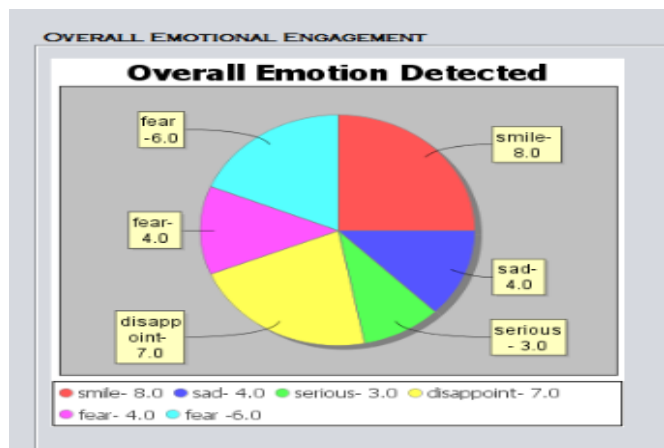 OVERALL EMOTIONAL ENGAGEMENT
Overall Emotion Detected
fear
-6.0
smile-
8.0
fear-
4.0
sad-
4.0
disapp
oint-
7.0
serious
- 3.0
smile- 8.0 sad- 4.0 serious- 3.0 disappoint- 7.0
fear- 4.0 fear -6.0